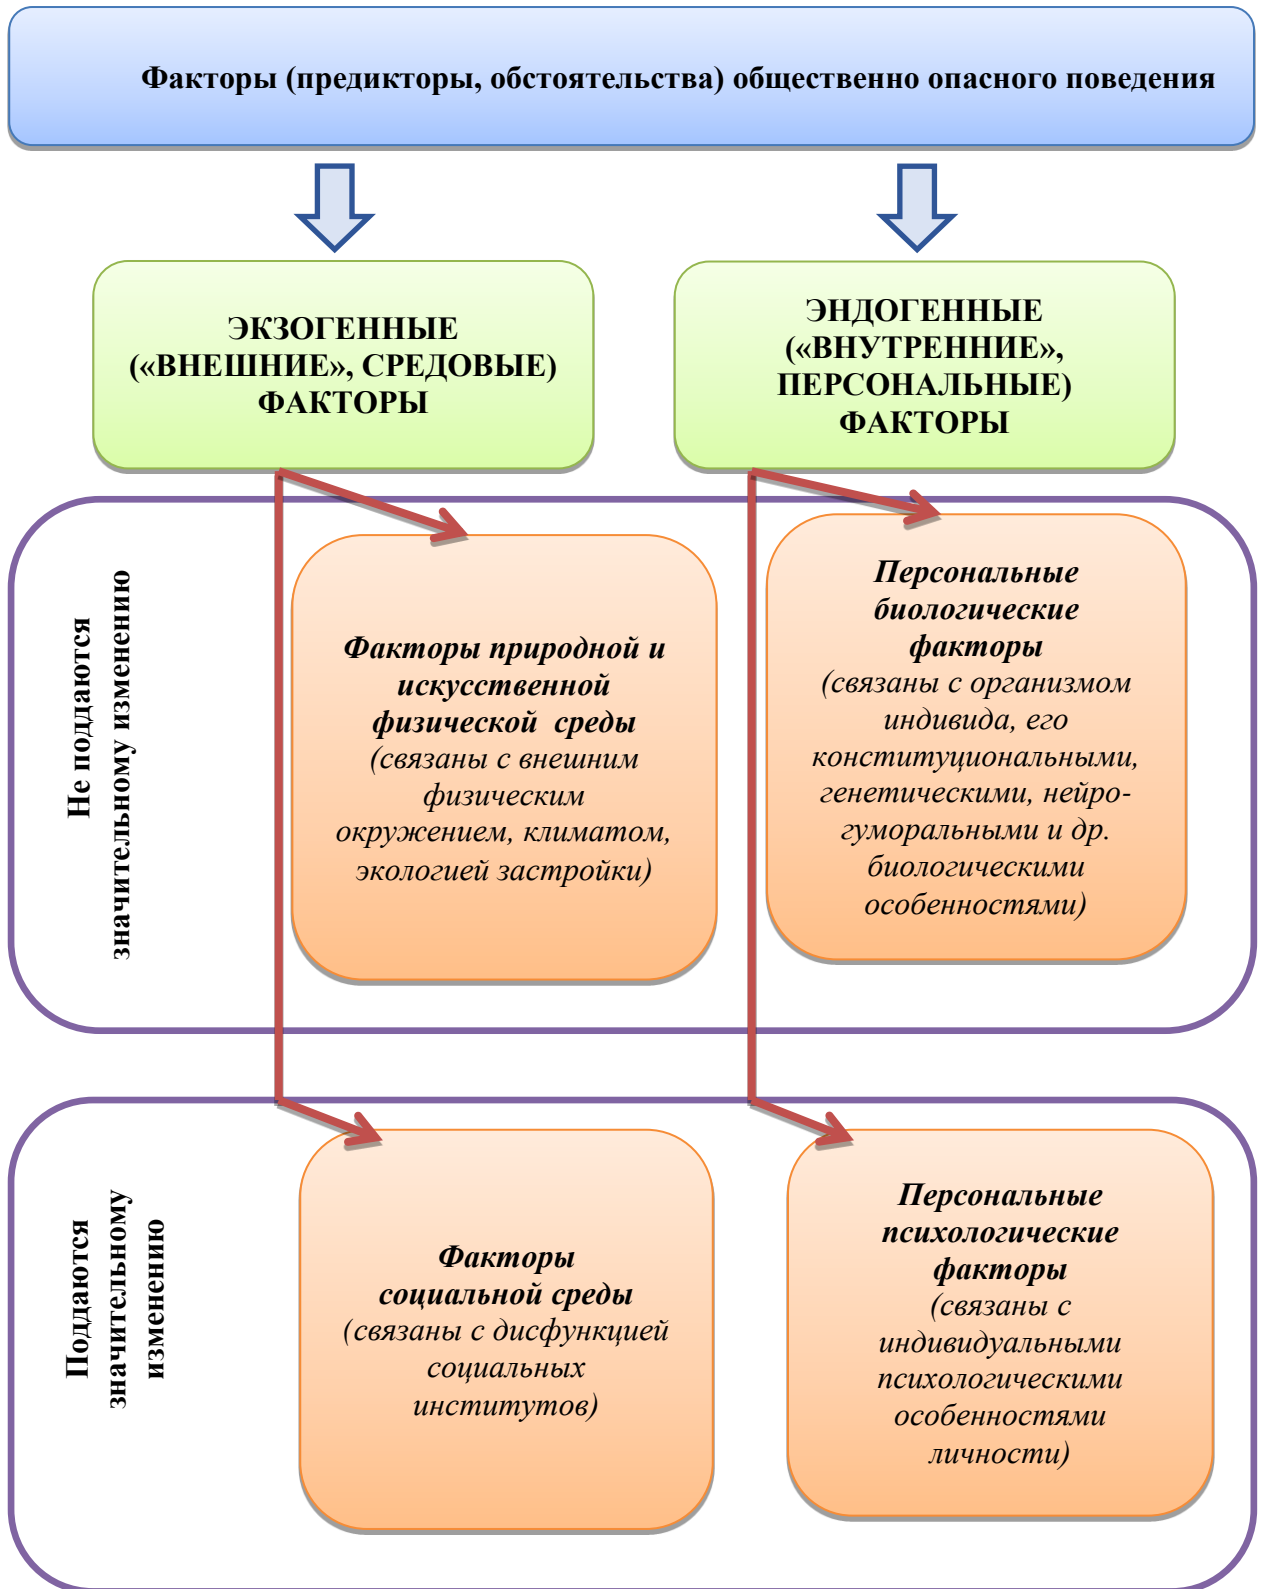 Факторы (предикторы, обстоятельства) общественно опасного поведения
ЭКЗОГЕННЫЕ
(«ВНЕШНИЕ», СРЕДОВЫЕ)
ФАКТОРЫ
ЭНДОГЕННЫЕ
(«ВНУТРЕННИЕ»,
ПЕРСОНАЛЬНЫЕ)
ФАКТОРЫ
Не поддаются
значительному изменению
Факторы природной и
искусственной
физической среды
(связаны с внешним
физическим
окружением, климатом,
экологией застройки)
Персональные
биологические
факторы
(связаны с организмом
индивида, его
конституциональными,
генетическими, нейро-
гуморальными и др.
биологическими
особенностями)
Поддаются
значительному
изменению
Факторы
социальной среды
(связаны с дисфункцией
социальных
институтов)
Персональные
психологические
факторы
(связаны с
индивидуальными
психологическими
особенностями
личности)